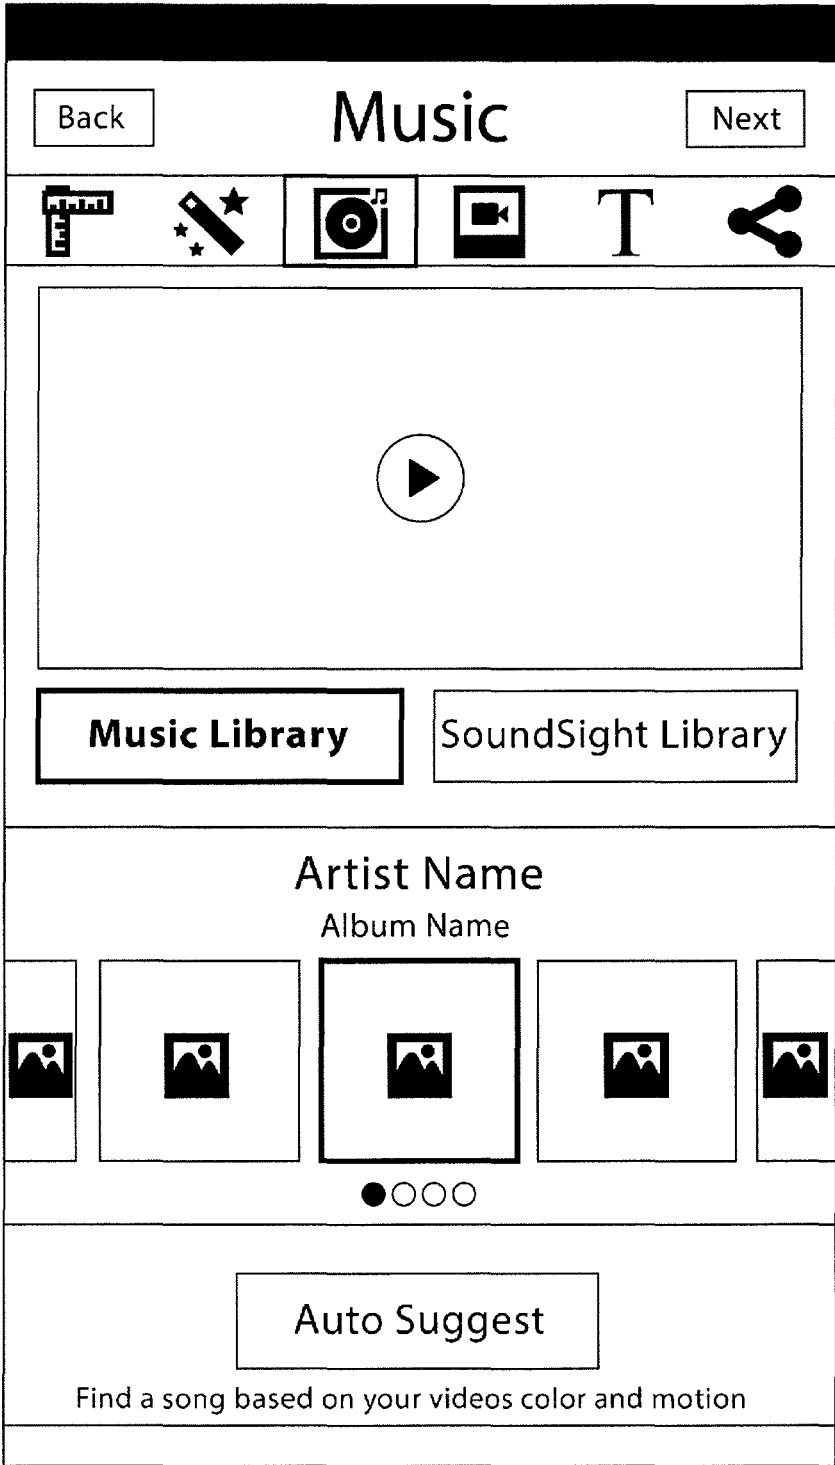 Back
Music
Next
T
Music Library
SoundSight Library
Artist Name
Album Name
Auto Suggest
Find a song based on your videos color and motion